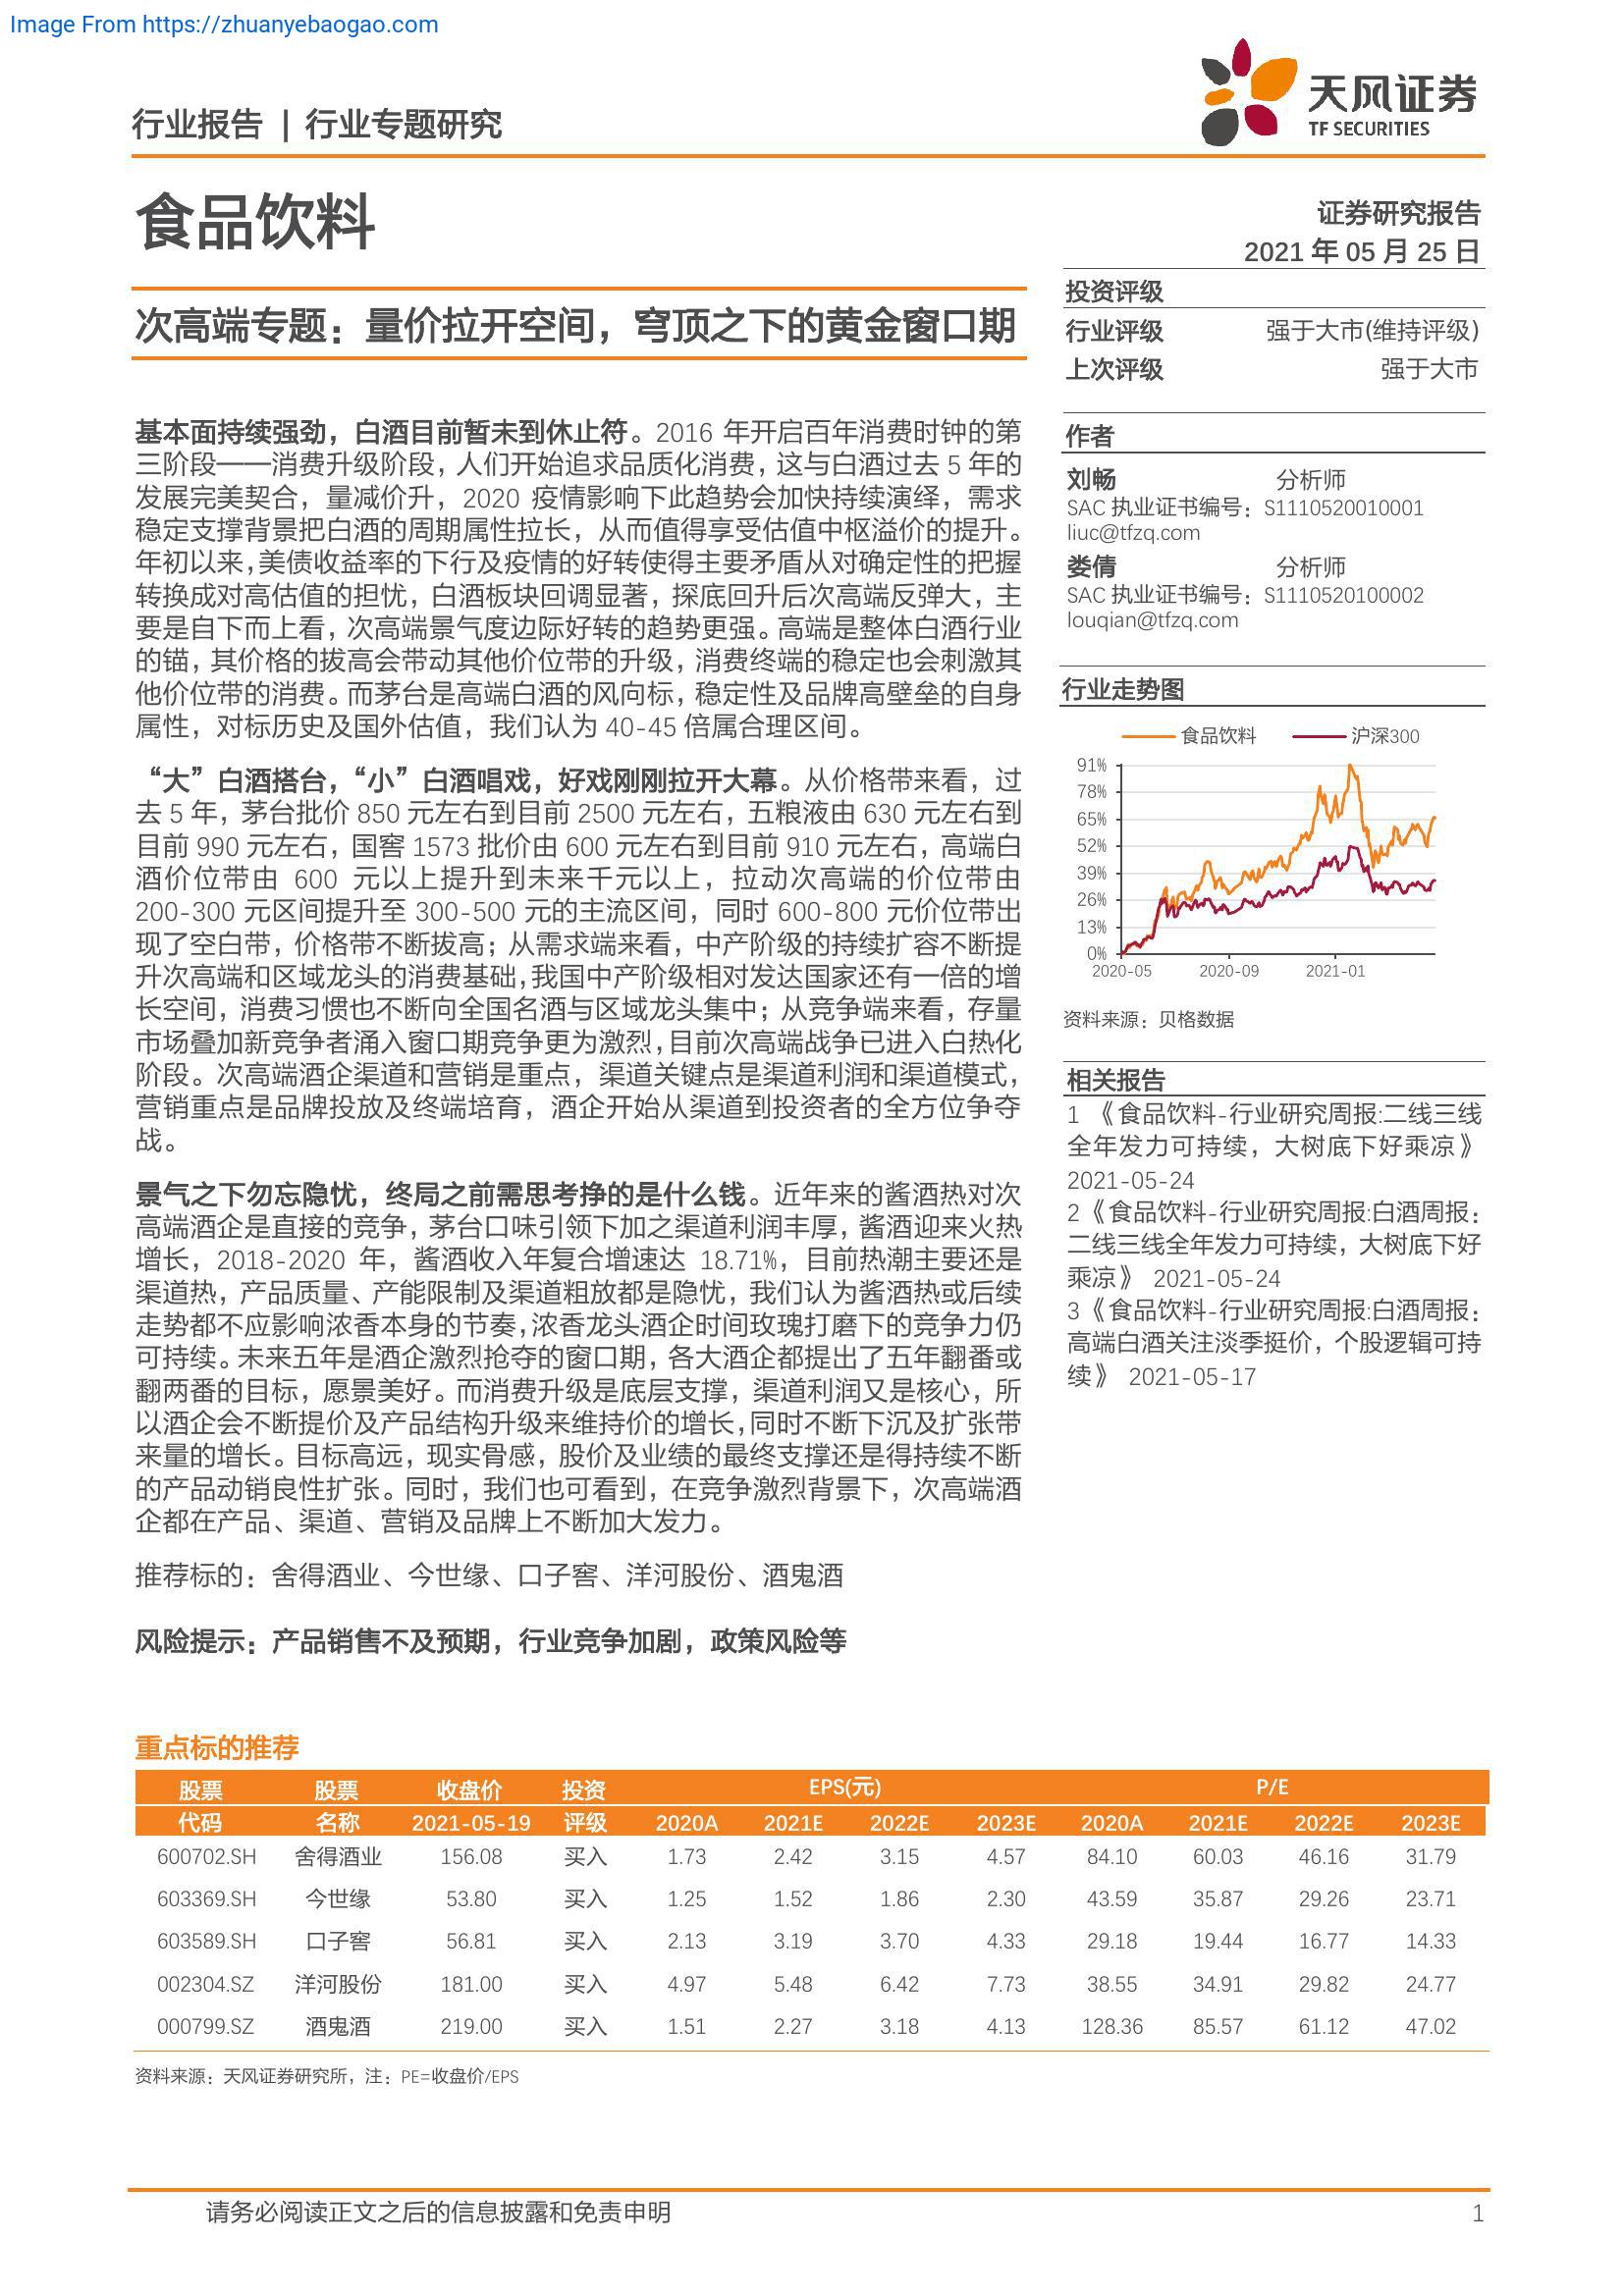 Image From https://zhuanyebaogao.com
行业报告 | 行业专题研究
天风证券
TF SECURITIES
食品饮料
证券研究报告
2021 年 05 月 25 日
次高端专题：量价拉开空间，穹顶之下的黄金窗口期
基本面持续强劲，白酒目前暂未到休止符。2016 年开启百年消费时钟的第
三阶段——消费升级阶段，人们开始追求品质化消费，这与白酒过去 5 年的
发展完美契合，量减价升，2020 疫情影响下此趋势会加快持续演绎，需求
稳定支撑背景把白酒的周期属性拉长，从而值得享受估值中枢溢价的提升。
年初以来，美债收益率的下行及疫情的好转使得主要矛盾从对确定性的把握
转换成对高估值的担忧，白酒板块回调显著，探底回升后次高端反弹大，主
要是自下而上看，次高端景气度边际好转的趋势更强。高端是整体白酒行业
的锚，其价格的拔高会带动其他价位带的升级，消费终端的稳定也会刺激其
他价位带的消费。而茅台是高端白酒的风向标，稳定性及品牌高壁垒的自身
属性，对标历史及国外估值，我们认为 40-45 倍属合理区间。
“大”白酒搭台，“小”白酒唱戏，好戏刚刚拉开大幕。从价格带来看，过
去 5 年，茅台批价 850 元左右到目前 2500 元左右，五粮液由 630 元左右到
目前 990 元左右，国窖 1573 批价由 600 元左右到目前 910 元左右，高端白
酒价位带由 600 元以上提升到未来千元以上，拉动次高端的价位带由
200-300 元区间提升至 300-500 元的主流区间，同时 600-800 元价位带出
现了空白带，价格带不断拔高；从需求端来看，中产阶级的持续扩容不断提
升次高端和区域龙头的消费基础，我国中产阶级相对发达国家还有一倍的增
长空间，消费习惯也不断向全国名酒与区域龙头集中；从竞争端来看，存量
市场叠加新竞争者涌入窗口期竞争更为激烈，目前次高端战争已进入白热化
阶段。次高端酒企渠道和营销是重点，渠道关键点是渠道利润和渠道模式，
营销重点是品牌投放及终端培育，酒企开始从渠道到投资者的全方位争夺
战。
景气之下勿忘隐忧，终局之前需思考挣的是什么钱。近年来的酱酒热对次
高端酒企是直接的竞争，茅台口味引领下加之渠道利润丰厚，酱酒迎来火热
增长，2018-2020 年，酱酒收入年复合增速达 18.71%，目前热潮主要还是
渠道热，产品质量、产能限制及渠道粗放都是隐忧，我们认为酱酒热或后续
走势都不应影响浓香本身的节奏，浓香龙头酒企时间玫瑰打磨下的竞争力仍
可持续。未来五年是酒企激烈抢夺的窗口期，各大酒企都提出了五年翻番或
翻两番的目标，愿景美好。而消费升级是底层支撑，渠道利润又是核心，所
以酒企会不断提价及产品结构升级来维持价的增长，同时不断下沉及扩张带
来量的增长。目标高远，现实骨感，股价及业绩的最终支撑还是得持续不断
的产品动销良性扩张。同时，我们也可看到，在竞争激烈背景下，次高端酒
企都在产品、渠道、营销及品牌上不断加大发力。
推荐标的：舍得酒业、今世缘、口子窖、洋河股份、酒鬼酒
风险提示：产品销售不及预期，行业竞争加剧，政策风险等
投资评级
行业评级 强于大市(维持评级)
上次评级 强于大市
作者
刘畅 分析师
SAC 执业证书编号：S1110520010001
liuc@tfzq.com
娄倩 分析师
SAC 执业证书编号：S1110520100002
louqian@tfzq.com
行业走势图
食品饮料 沪深300
91%
78%
65%
52%
39%
26%
13%
0%
2020-05 2020-09 2021-01
资料来源：贝格数据
相关报告
1 《食品饮料-行业研究周报:二线三线
全年发力可持续，大树底下好乘凉》
2021-05-24
2《食品饮料-行业研究周报:白酒周报：
二线三线全年发力可持续，大树底下好
乘凉》 2021-05-24
3《食品饮料-行业研究周报:白酒周报：
高端白酒关注淡季挺价，个股逻辑可持
续》 2021-05-17
重点标的推荐
股票 股票 收盘价 投资 EPS(元) P/E
代码 名称 2021-05-19 评级 2020A 2021E 2022E 2023E 2020A 2021E 2022E 2023E
600702.SH 舍得酒业 156.08 买入 1.73 2.42 3.15 4.57 84.10 60.03 46.16 31.79
603369.SH 今世缘 53.80 买入 1.25 1.52 1.86 2.30 43.59 35.87 29.26 23.71
603589.SH 口子窖 56.81 买入 2.13 3.19 3.70 4.33 29.18 19.44 16.77 14.33
002304.SZ 洋河股份 181.00 买入 4.97 5.48 6.42 7.73 38.55 34.91 29.82 24.77
000799.SZ 酒鬼酒 219.00 买入 1.51 2.27 3.18 4.13 128.36 85.57 61.12 47.02
资料来源：天风证券研究所，注：PE=收盘价/EPS
请务必阅读正文之后的信息披露和免责申明 1